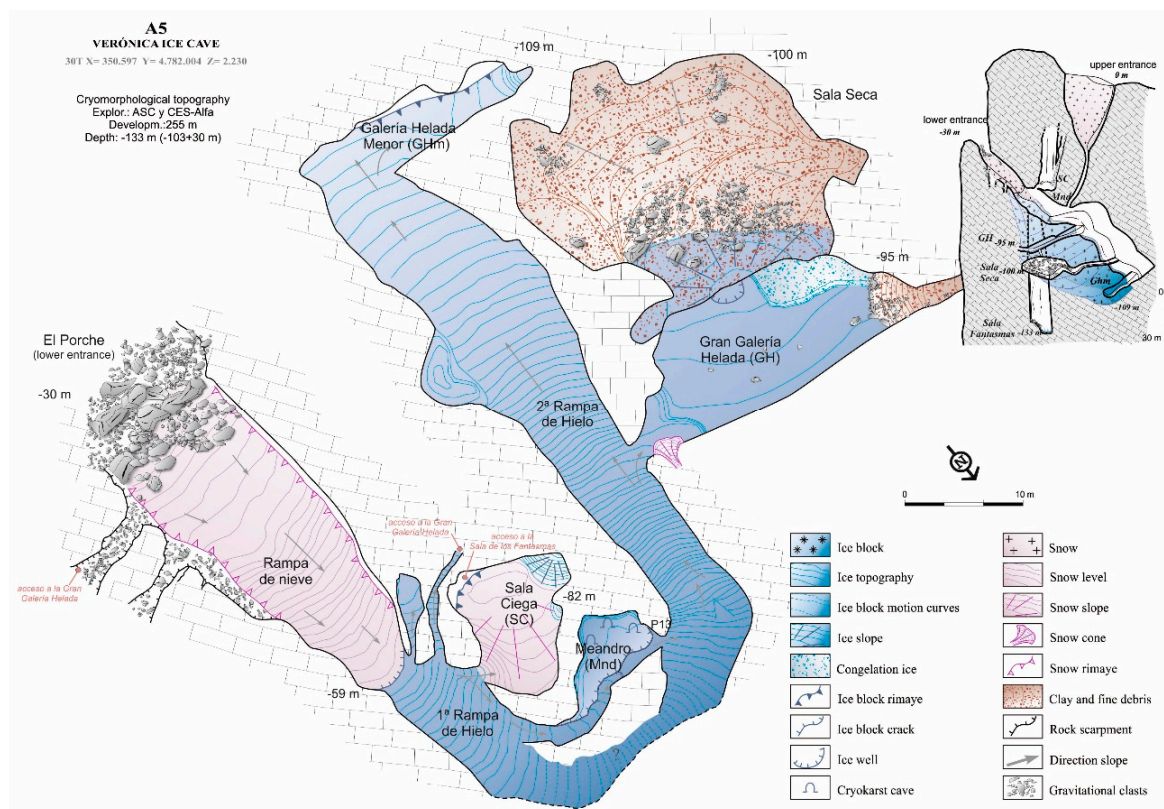 A5
VERÓNICA ICE CAVE
30T X= 350.597 Y= 4.782.004 Z= 2.230
Cryomorphological topography
Explor.: ASC y CES-Alfa
Developm.:255 m
Depth: -133 m (-103+30 m)
-109 m
-100 m
Sala Seca
Galería Helada
Menor (GHm)
-95 m
Gran Galería
Helada (GH)
2ª Rampa
de Hielo
El Porche
(lower entrance)
-30 m
Rampa
de nieve
acceso a la Gran
Galería Helada
acceso a la Gran
Galería Helada
acceso a la
Sala de los Fantasmas
Sala
Ciega
(SC)
-82 m
P13
Meandro
(Mnd)
-59 m
1ª Rampa
de Hielo
?
upper entrance
0 m
lower entrance
-30 m
SC
Mnd
GH
-95 m
Sala
Seca
-100 m
Ghm
-109 m
Sala
Fantasmas
-133 m
0
30 m
N
0
10 m
Ice block
Ice topography
Ice block motion curves
Ice slope
Congelation ice
Ice block rimaye
Ice block crack
Ice well
Cryokarst cave
Snow
Snow level
Snow slope
Snow cone
Snow rimaye
Clay and fine debris
Rock scarpment
Direction slope
Gravitational clasts